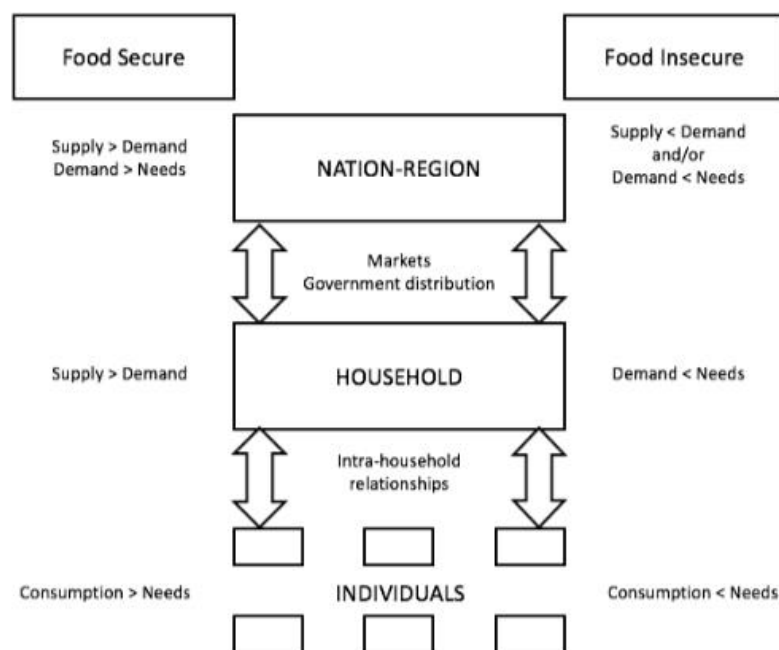 Food Secure
Food Insecure
Supply > Demand
Demand > Needs
NATION-REGION
Supply < Demand
and/or
Demand < Needs
Markets
Government distribution
Supply > Demand
HOUSEHOLD
Demand < Needs
Intra-household
relationships
Consumption > Needs
INDIVIDUALS
Consumption < Needs